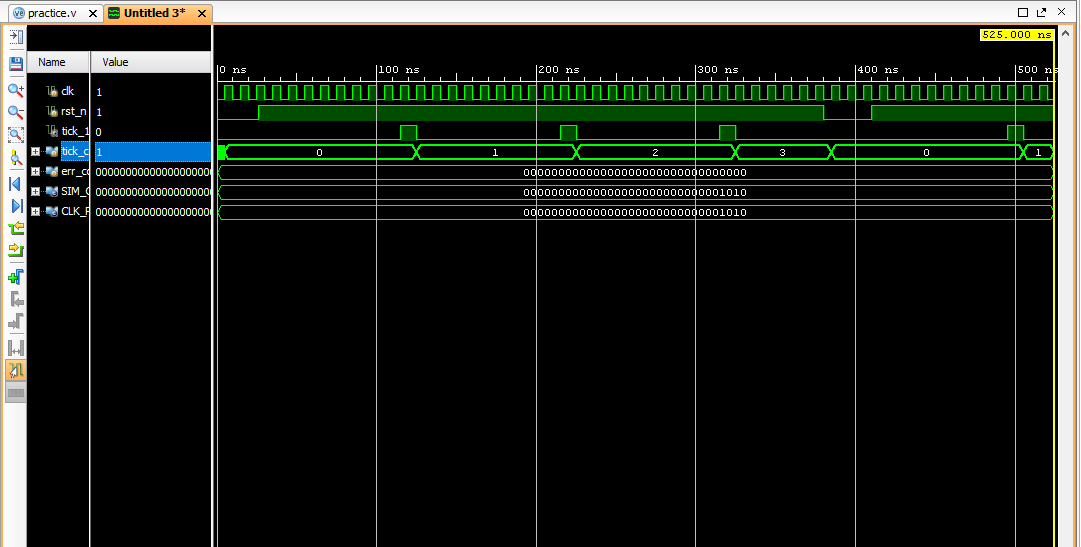 practice.v
Untitled 3*
525.000 ns
Name Value
0 ns 100 ns 200 ns 300 ns 400 ns 500 ns
clk 1
rst_n 1
tick_1 0
tick_c 1 0 1 2 3 0 1
err_co 00000000000000000000 00000000000000000000000000000000
SIM_C 00000000000000000000 00000000000000000000000000001010
CLK_P 00000000000000000000 00000000000000000000000000001010